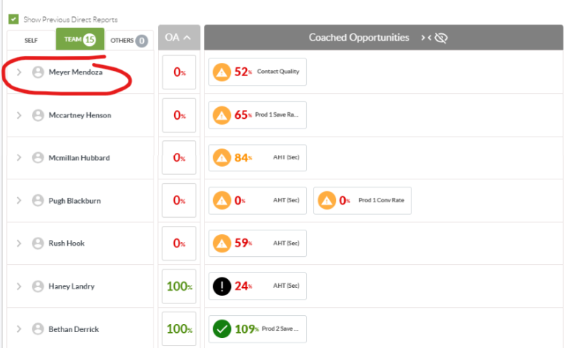 Show Previous Direct Reports
SELF TEAM 15 OTHERS 0 OA Coached Opportunities
Meyer Mendoza 0% 52% Contact Quality
Mccartney Henson 0% 65% Prod 1 Save Ra...
Mcmillan Hubbard 0% 84% AHT (Sec)
Pugh Blackburn 0% 0% AHT (Sec) 0% Prod 1 Conv Rate
Rush Hook 0% 59% AHT (Sec)
Haney Landry 100% 24% AHT (Sec)
Bethan Derrick 100% 109% Prod 2 Save ...